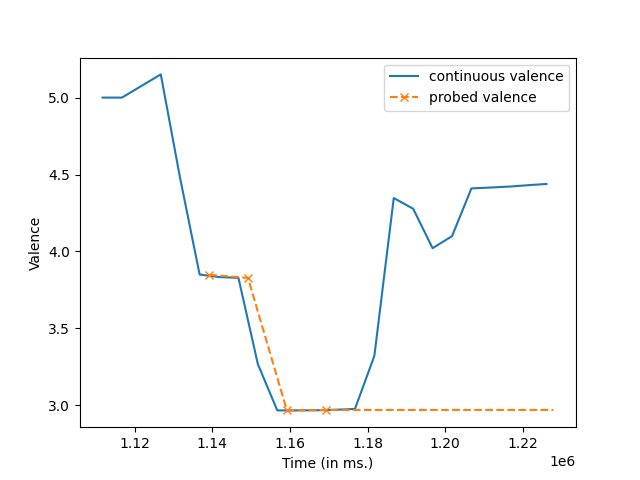 continuous valence
probed valence
5.0
4.5
4.0
3.5
3.0
Valence
1.12 1.14 1.16 1.18 1.20 1.22
1e6
Time (in ms.)